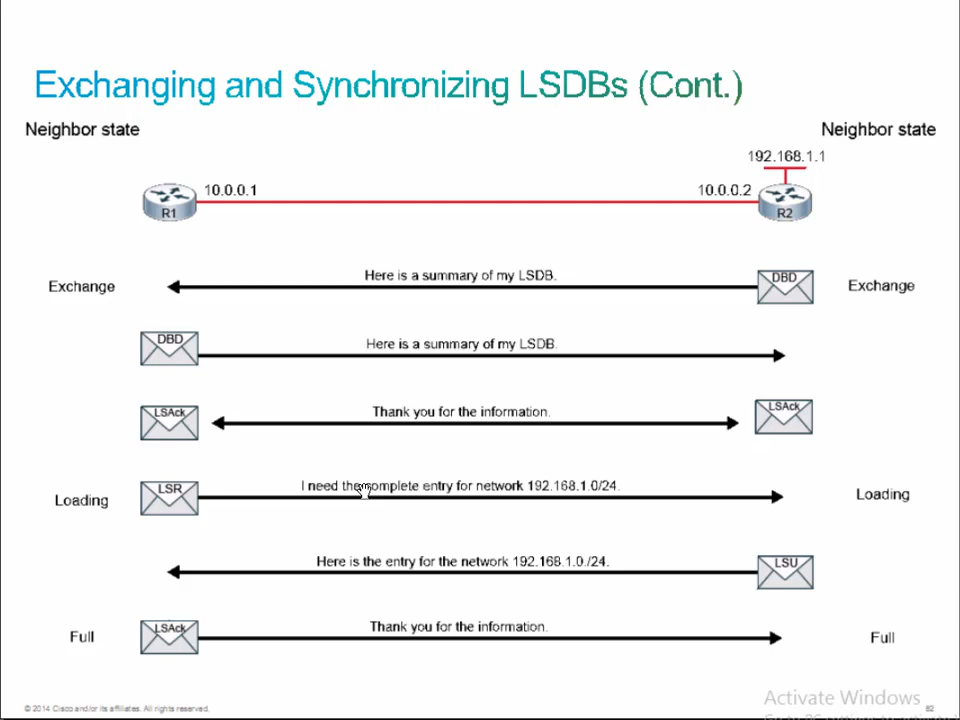 Exchanging and Synchronizing LSDBs (Cont.)
Neighbor state
Neighbor state
192.168.1.1
10.0.0.1
10.0.0.2
R1
R2
Here is a summary of my LSDB.
DBD
Exchange
Exchange
DBD
Here is a summary of my LSDB.
Thank you for the information.
LSAck
LSAck
I need the complete entry for network 192.168.1.0/24.
LSR
Loading
Loading
Here is the entry for the network 192.168.1.0./24.
LSU
Thank you for the information.
LSAck
Full
Full
Activate Windows
© 2014 Cisco and/or its affiliates. All rights reserved.
82